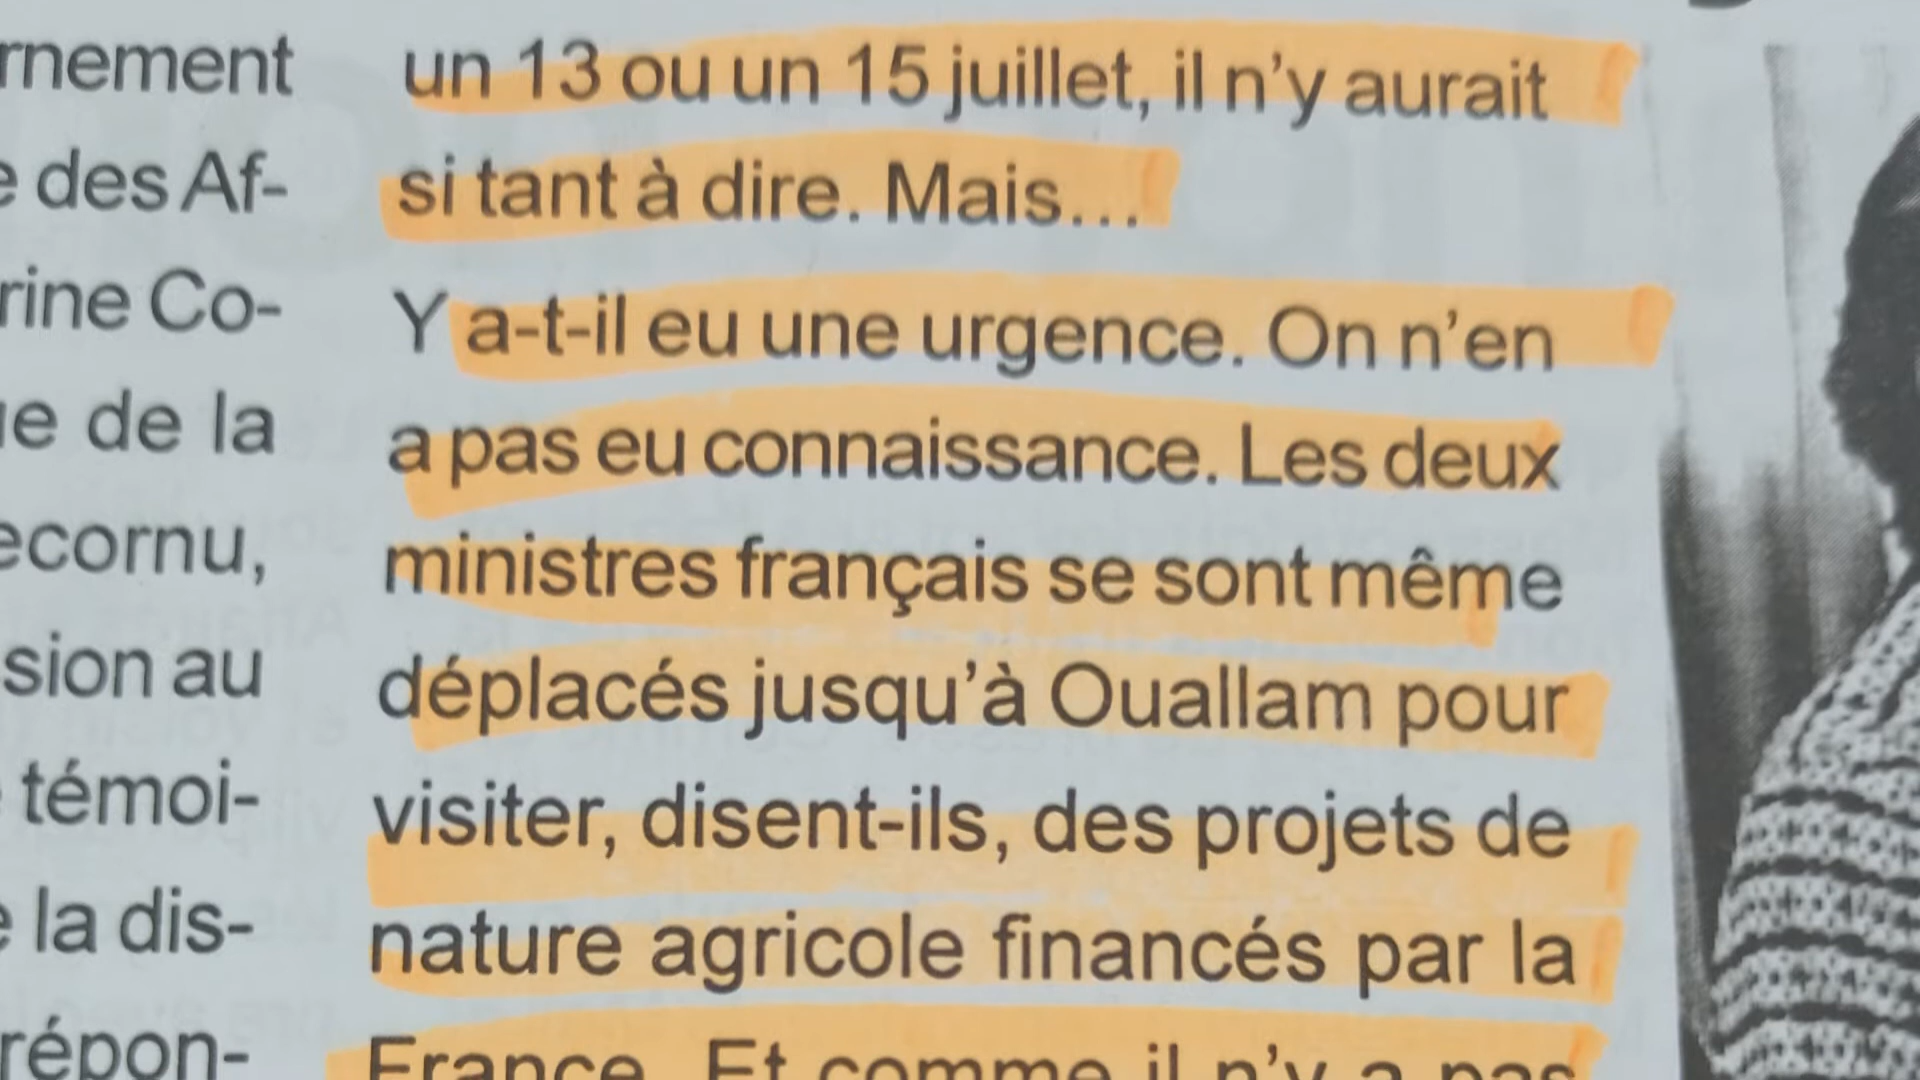 rnement
e des Af-
rine Co-
ue de la
ecornu,
sion au
témoi-
e la dis-
répon-
un 13 ou un 15 juillet, il n'y aurait
si tant à dire. Mais...
Y a-t-il eu une urgence. On n'en
a pas eu connaissance. Les deux
ministres français se sont même
déplacés jusqu'à Ouallam pour
visiter, disent-ils, des projets de
nature agricole financés par la
France. Et comme il n'y a pas